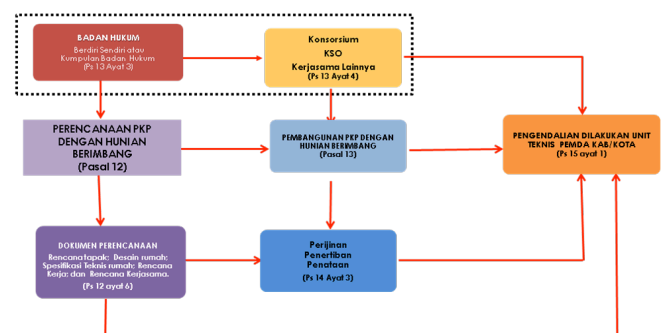 BADAN HUKUM
Berdiri Sendiri atau
Kumpulan Badan Hukum
(Ps 13 Ayat 3)
Konsorsium
KSO
Kerjasama Lainnya
(Ps 13 Ayat 4)
PERENCANAAN PKP
DENGAN HUNIAN
BERIMBANG
(Pasal 12)
PEMBANGUNAN PKP DENGAN
HUNIAN BERIMBANG
(Pasal 13)
PENGENDALIAN DILAKUKAN UNIT
TEKNIS PEMDA KAB/KOTA
(Ps 15 ayat 1)
DOKUMEN PERENCANAAN
Rencana tapak; Desain rumah;
Spesifikasi Teknis rumah; Rencana
Kerja; dan Rencana Kerjasama.
(Ps 12 ayat 6)
Perijinan
Penertiban
Penataan
(Ps 14 Ayat 3)